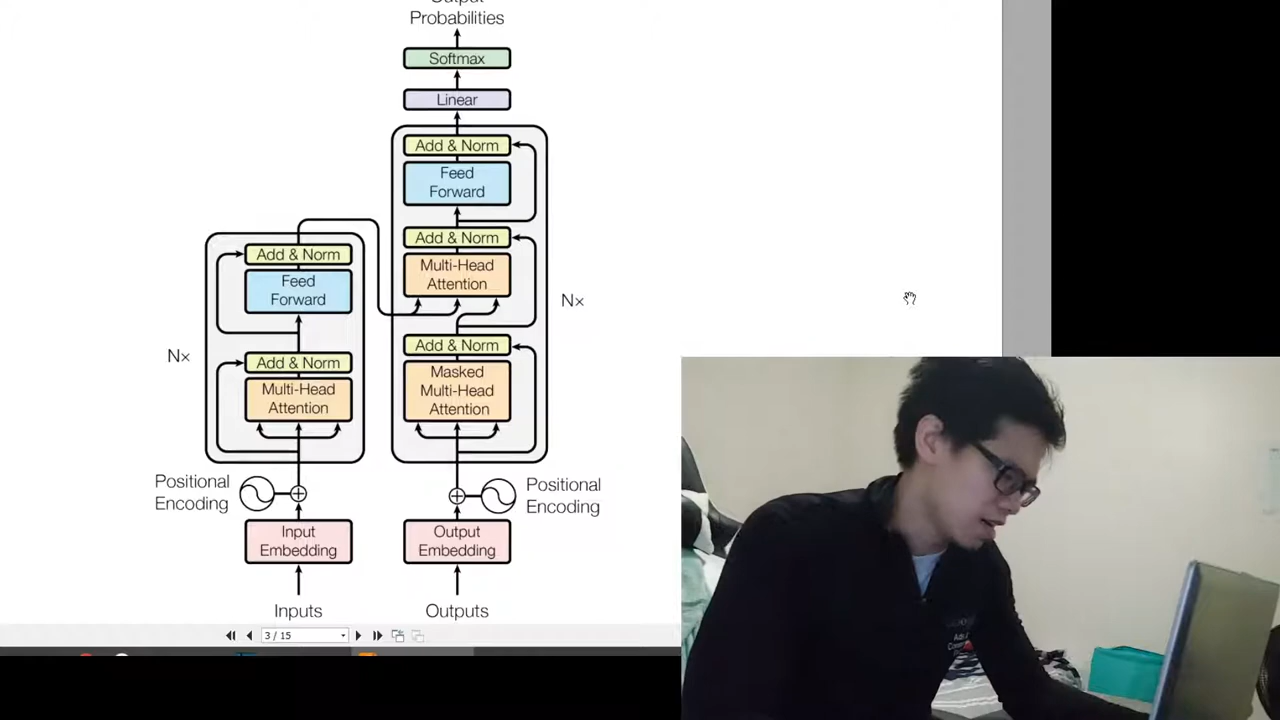 Output
Probabilities
Softmax
Linear
Add & Norm
Feed
Forward
Add & Norm
Multi-Head
Attention
Nx
Add & Norm
Masked
Multi-Head
Attention
Positional
Encoding
Output
Embedding
Outputs
Add & Norm
Feed
Forward
Nx
Add & Norm
Multi-Head
Attention
Positional
Encoding
Input
Embedding
Inputs
3 / 15